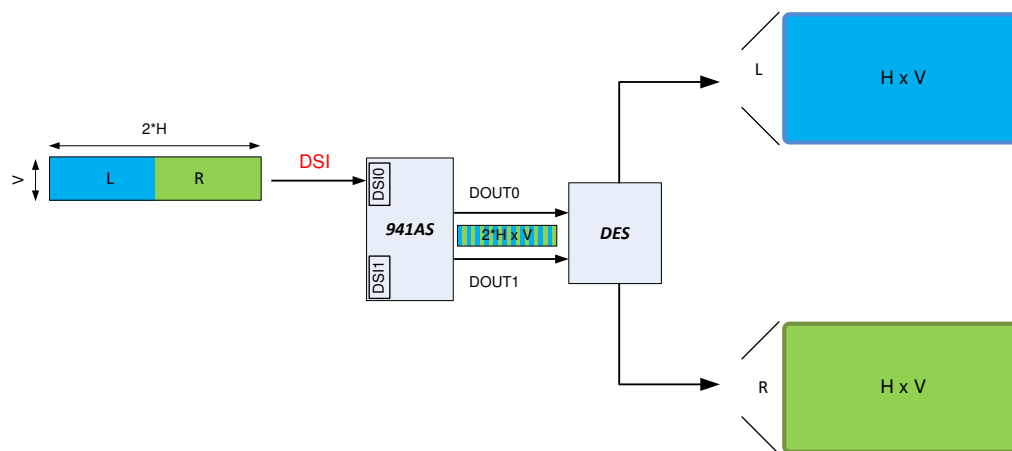 2*H
V
L
R
DSI
DSI0
941AS
DSI1
DOUT0
2*H x V
DOUT1
DES
L
H x V
R
H x V